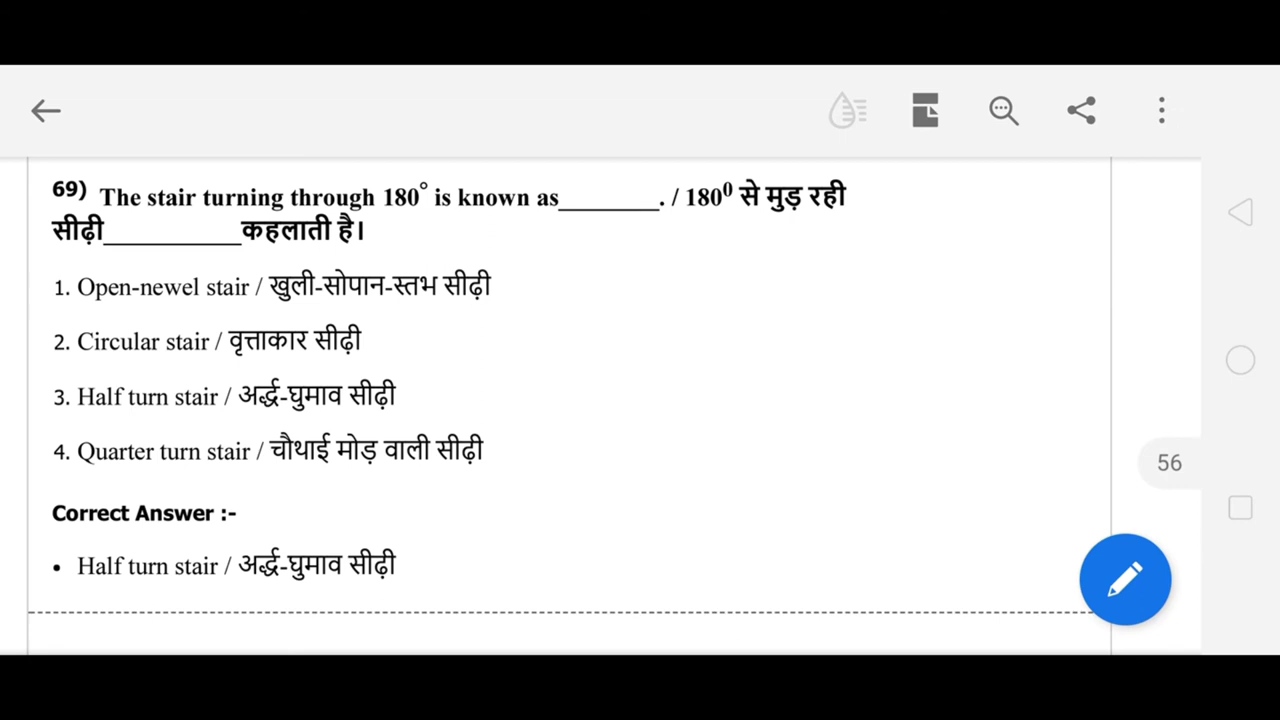 69) The stair turning through 180° is known as________. / 180⁰ से मुड़ रही
सीढ़ी___________कहलाती है।
1. Open-newel stair / खुली-सोपान-स्तभ सीढ़ी
2. Circular stair / वृत्ताकार सीढ़ी
3. Half turn stair / अर्द्ध-घुमाव सीढ़ी
4. Quarter turn stair / चौथाई मोड़ वाली सीढ़ी
56
Correct Answer :-
• Half turn stair / अर्द्ध-घुमाव सीढ़ी